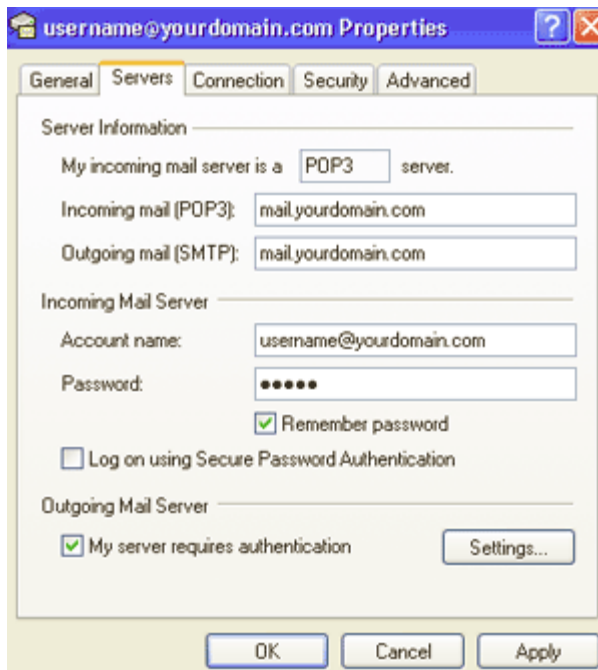 username@yourdomain.com Properties
General Servers Connection Security Advanced
Server Information
My incoming mail server is a POP3 server.
Incoming mail (POP3): mail.yourdomain.com
Outgoing mail (SMTP): mail.yourdomain.com
Incoming Mail Server
Account name: username@yourdomain.com
Password: •••••
Remember password
Log on using Secure Password Authentication
Outgoing Mail Server
My server requires authentication Settings...
OK Cancel Apply